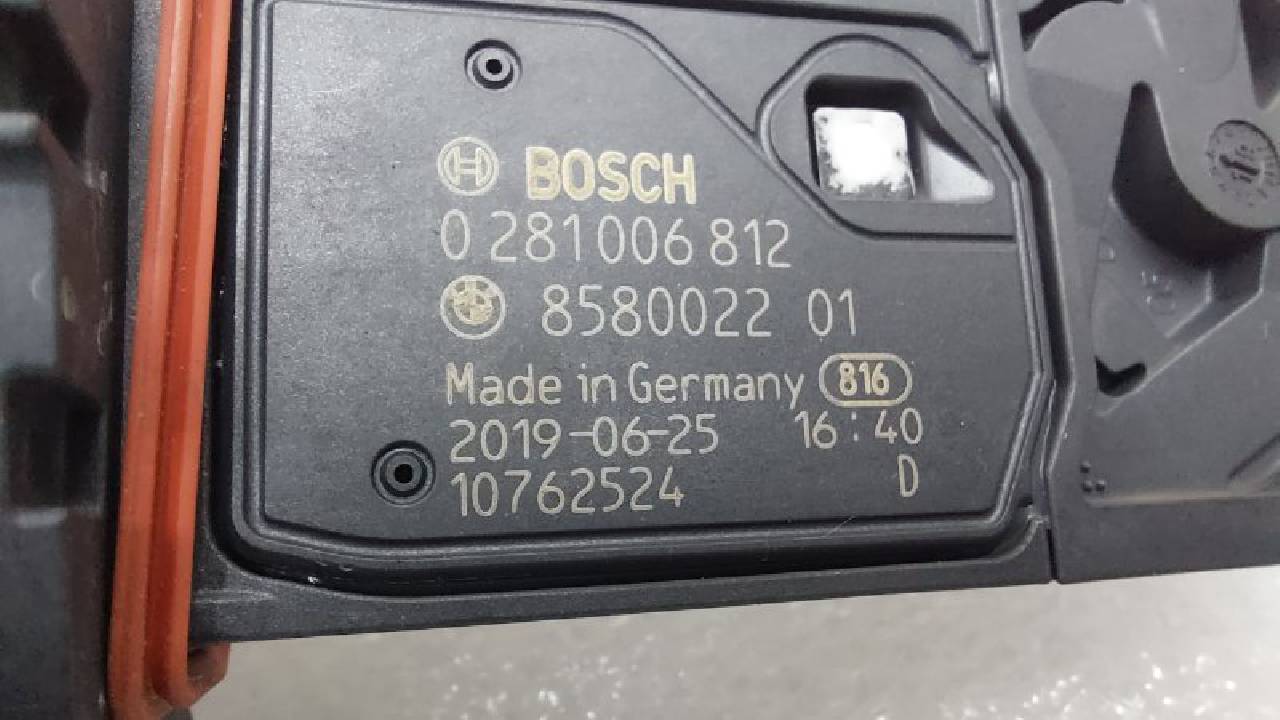 BOSCH
0 281 006 812
8580022 01
Made in Germany 816
2019-06-25 16:40
10762524 D